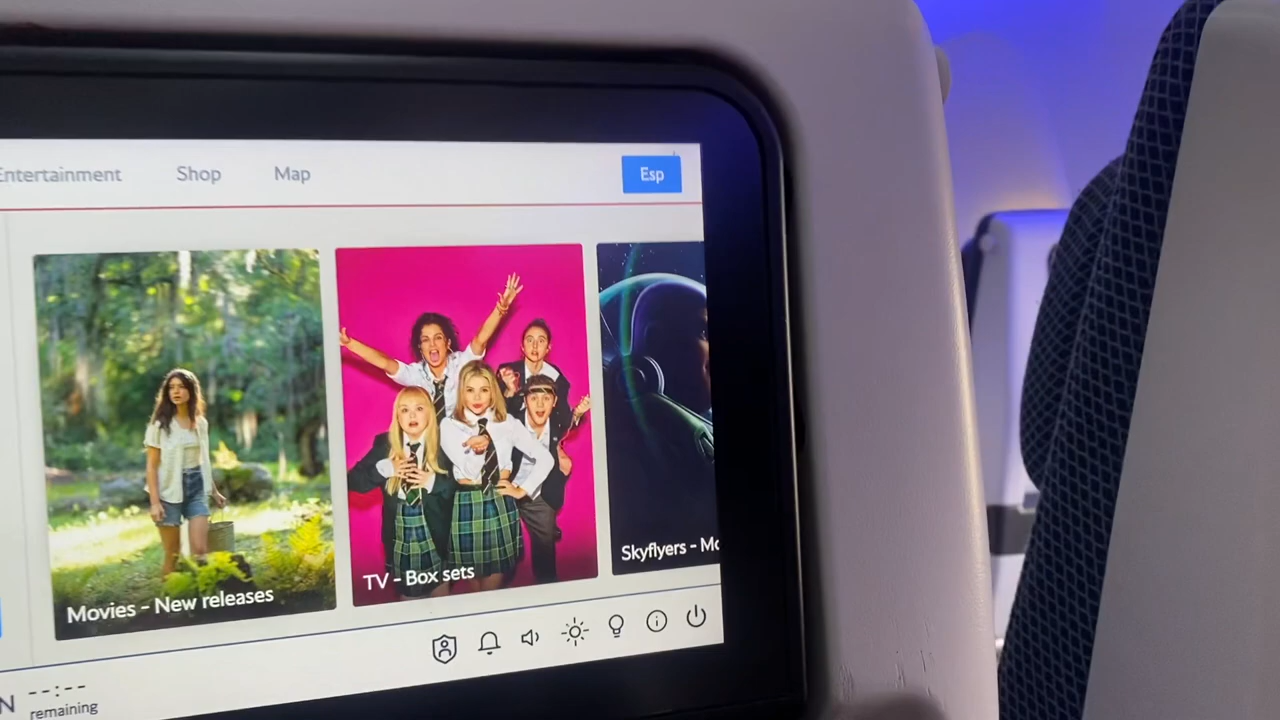 Entertainment Shop Map Esp
Movies - New releases
TV - Box sets
Skyflyers - Mo
N --:--
remaining